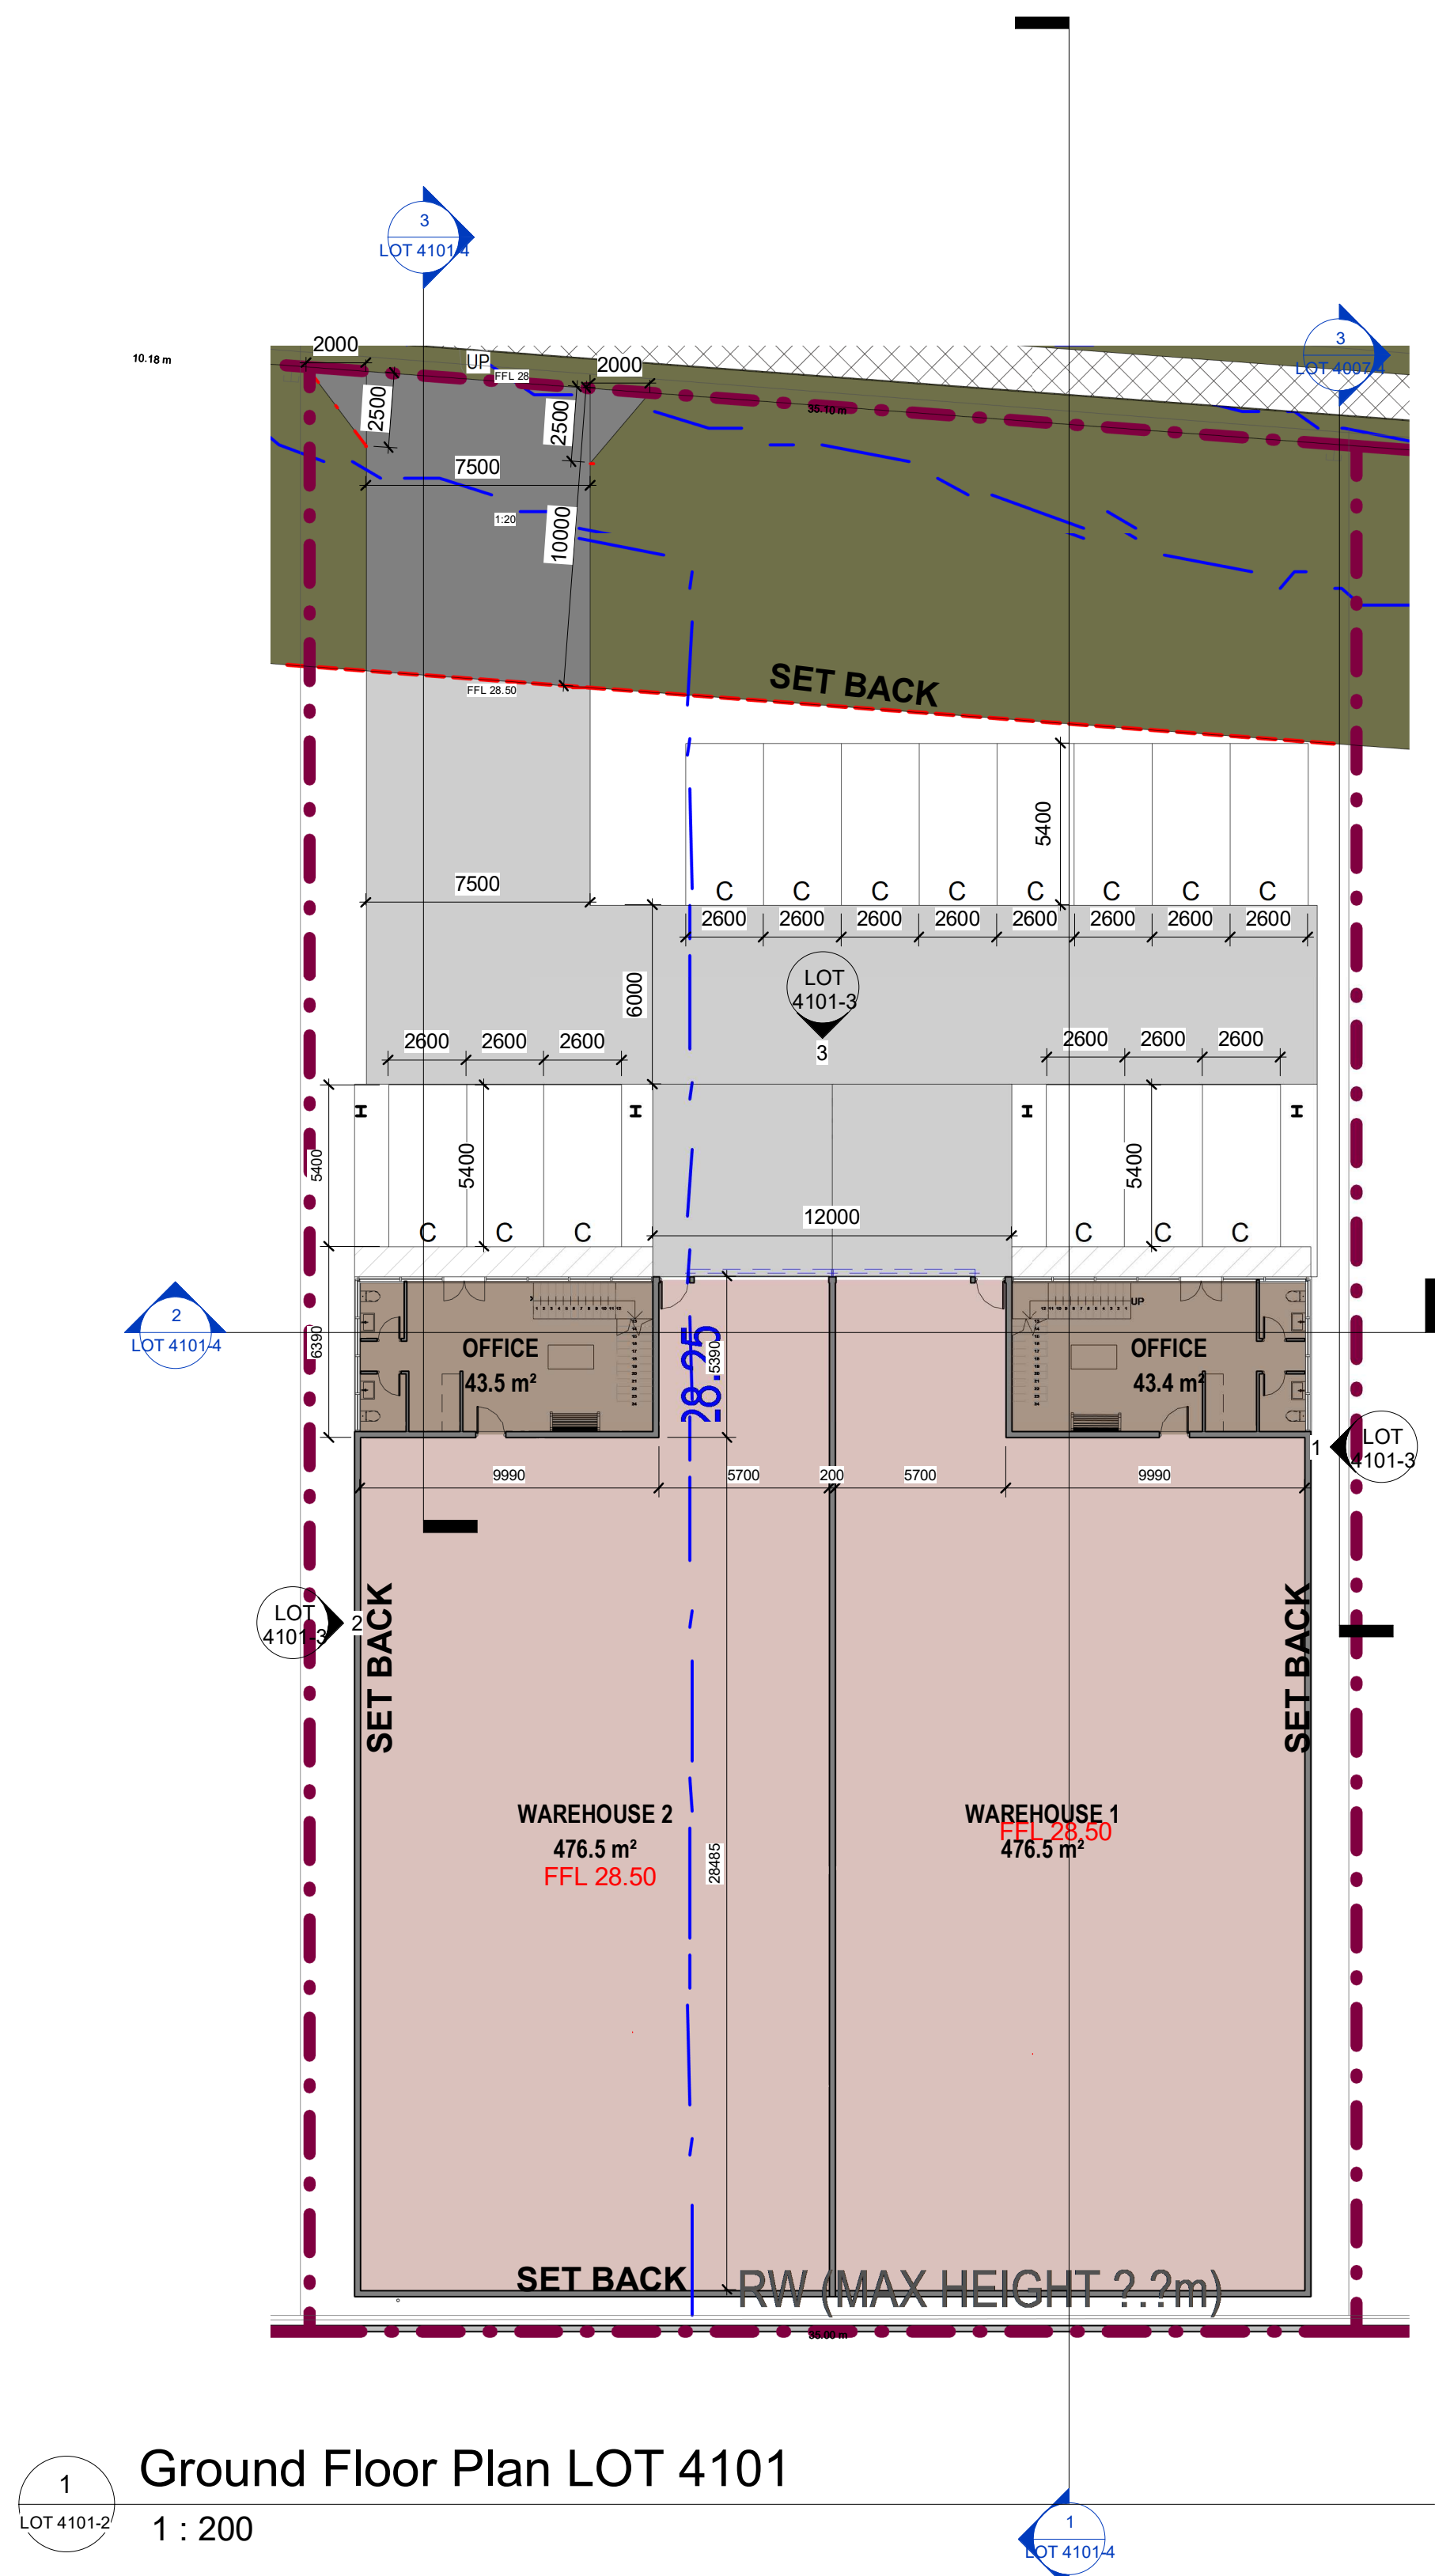 3
LOT 4101-4
3
LOT 4007-4
10.18 m
2000
UP
FFL 28
2000
2500
2500
35.10 m
7500
1:20
10000
SET BACK
FFL 28.50
5400
7500
C C C C C C C C
2600 2600 2600 2600 2600 2600 2600 2600
6000
LOT
4101-3
3
2600 2600 2600
2600 2600 2600
H H H H
5400
5400
5400
12000
C C C
C C C
2
LOT 4101-4
6390
OFFICE
43.5 m²
28.25
5390
UP
OFFICE
43.4 m²
1
LOT
4101-3
9990 5700 200 5700 9990
LOT
4101-3
2
SET BACK
SET BACK
WAREHOUSE 2
476.5 m²
FFL 28.50
28485
WAREHOUSE 1
FFL 28.50
476.5 m²
SET BACK
RW (MAX HEIGHT ?.?m)
35.00 m
1
LOT 4101-2
Ground Floor Plan LOT 4101
1 : 200
1
LOT 4101-4